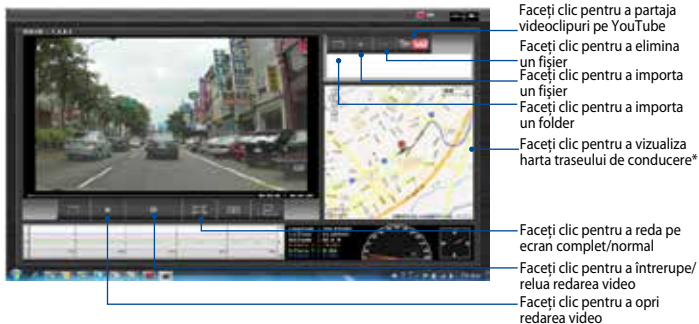 Faceți clic pentru a partaja
videoclipuri pe YouTube
Faceți clic pentru a elimina
un fișier
Faceți clic pentru a importa
un fișier
Faceți clic pentru a importa
un folder
Faceți clic pentru a vizualiza
harta traseului de conducere*
Faceți clic pentru a reda pe
ecran complet/normal
Faceți clic pentru a întrerupe/
relua redarea video
Faceți clic pentru a opri
redarea video